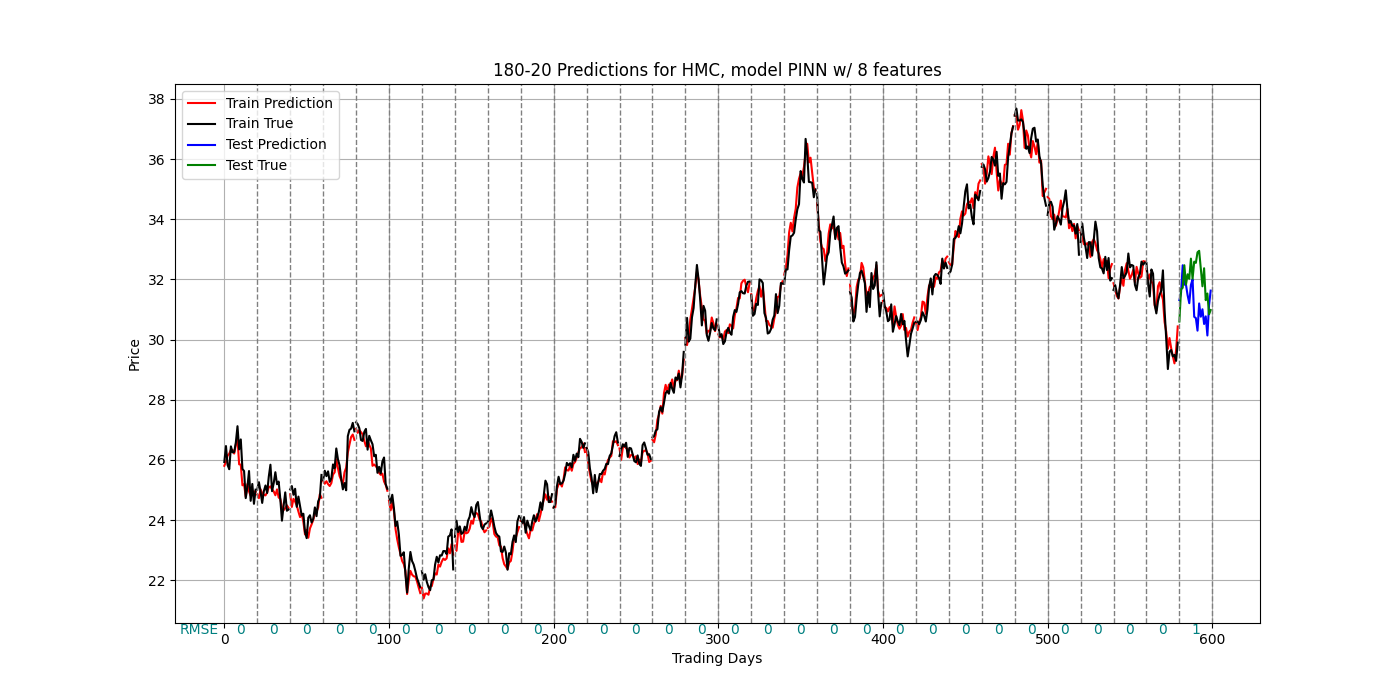 180-20 Predictions for HMC, model PINN w/ 8 features
Train Prediction
Train True
Test Prediction
Test True
38
36
34
32
30
28
26
24
22
Price
RMSE 0 0 0 0 0 0 0 0 0 0 0 0 0 0 0 0 0 0 0 0 0 0 0 0 0 0 0 0 0 1
0 100 200 300 400 500 600
Trading Days